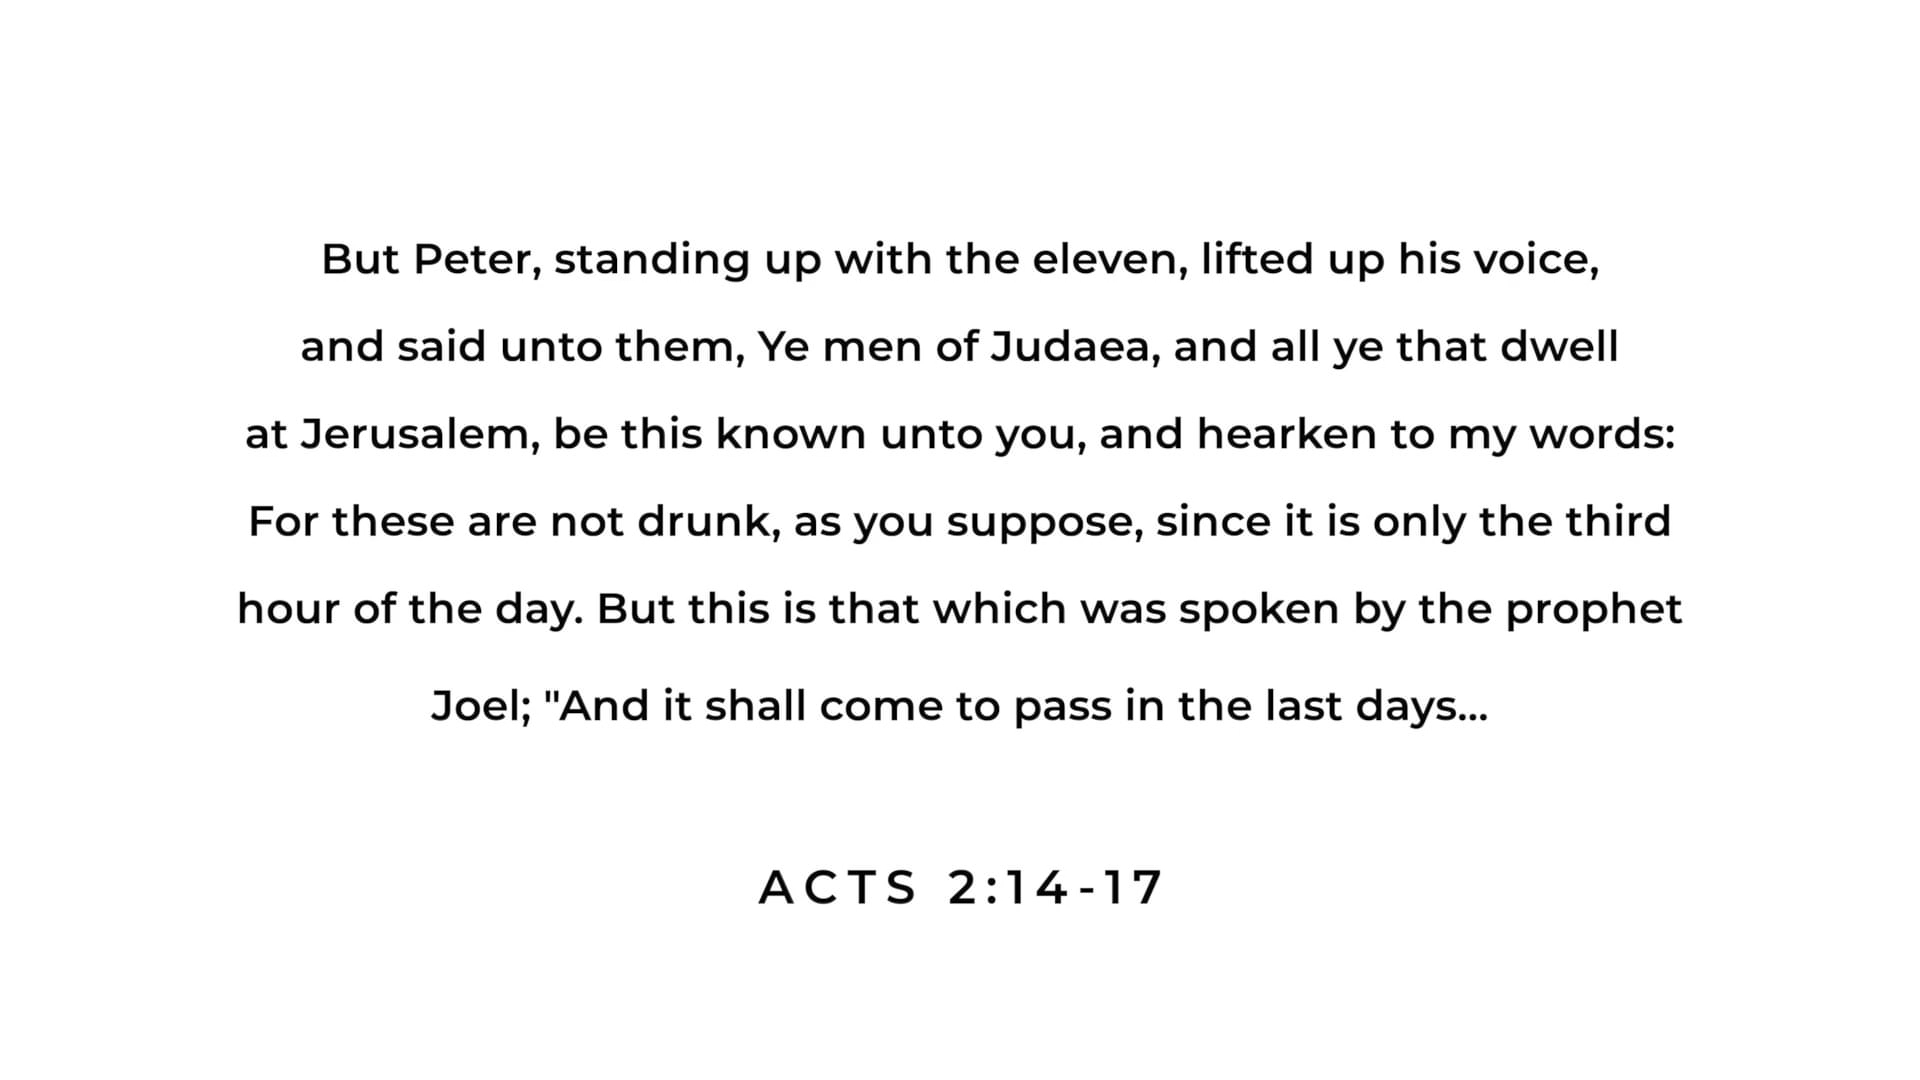 But Peter, standing up with the eleven, lifted up his voice,
and said unto them, Ye men of Judaea, and all ye that dwell
at Jerusalem, be this known unto you, and hearken to my words:
For these are not drunk, as you suppose, since it is only the third
hour of the day. But this is that which was spoken by the prophet
Joel; "And it shall come to pass in the last days...
ACTS 2:14-17